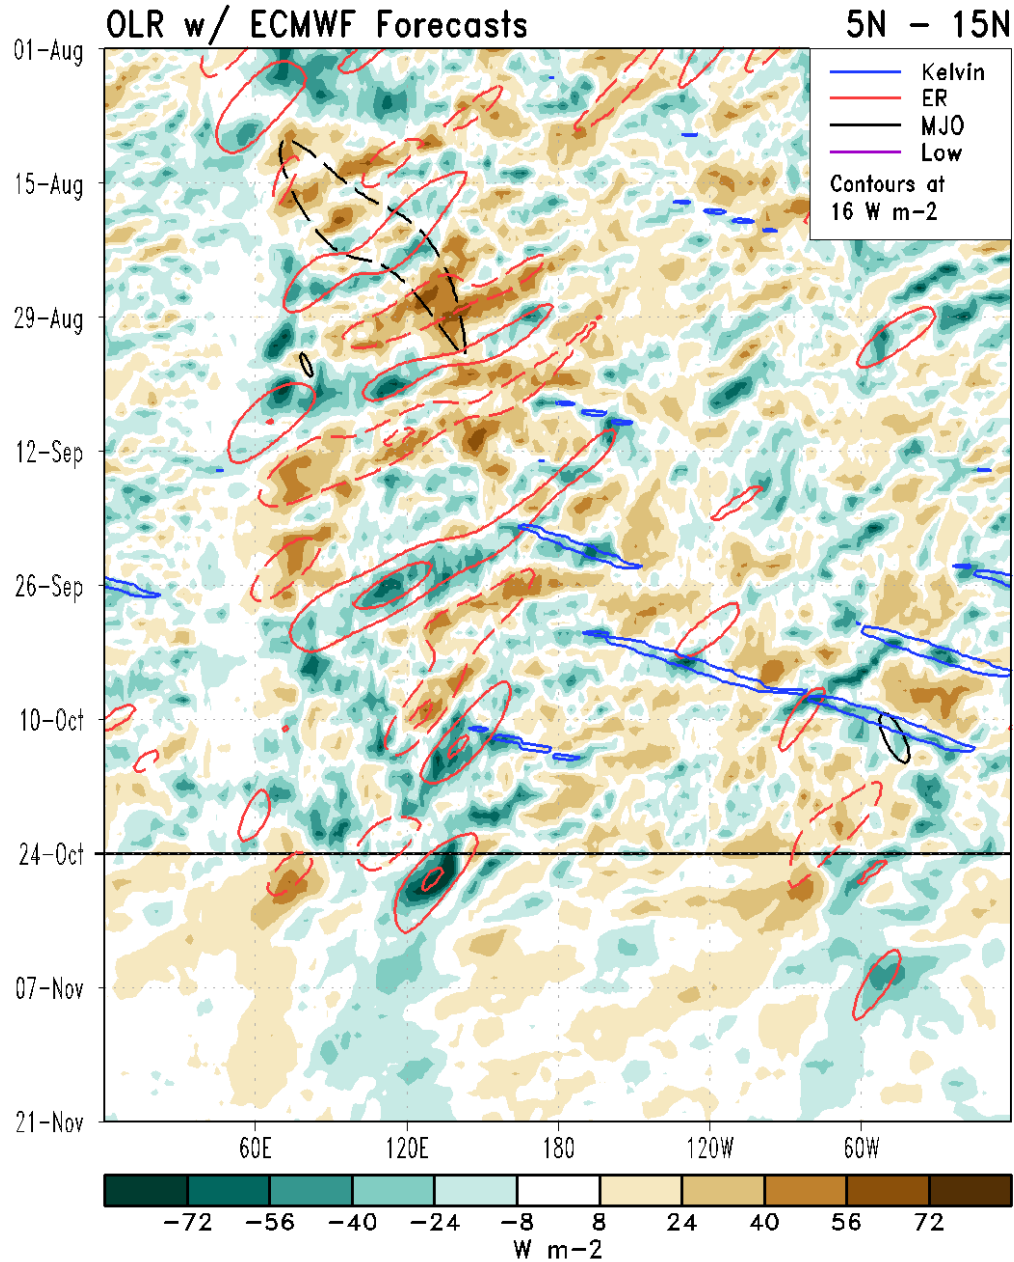 OLR w/ ECMWF Forecasts 5N - 15N
01-Aug
15-Aug
29-Aug
12-Sep
26-Sep
10-Oct
24-Oct
07-Nov
21-Nov
Kelvin
ER
MJO
Low
Contours at
16 W m-2
60E 120E 180 120W 60W
-72 -56 -40 -24 -8 8 24 40 56 72
W m-2